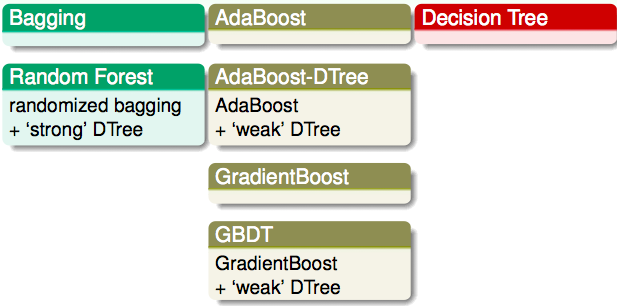 Bagging
AdaBoost
Decision Tree
Random Forest
randomized bagging
+ ‘strong’ DTree
AdaBoost-DTree
AdaBoost
+ ‘weak’ DTree
GradientBoost
GBDT
GradientBoost
+ ‘weak’ DTree